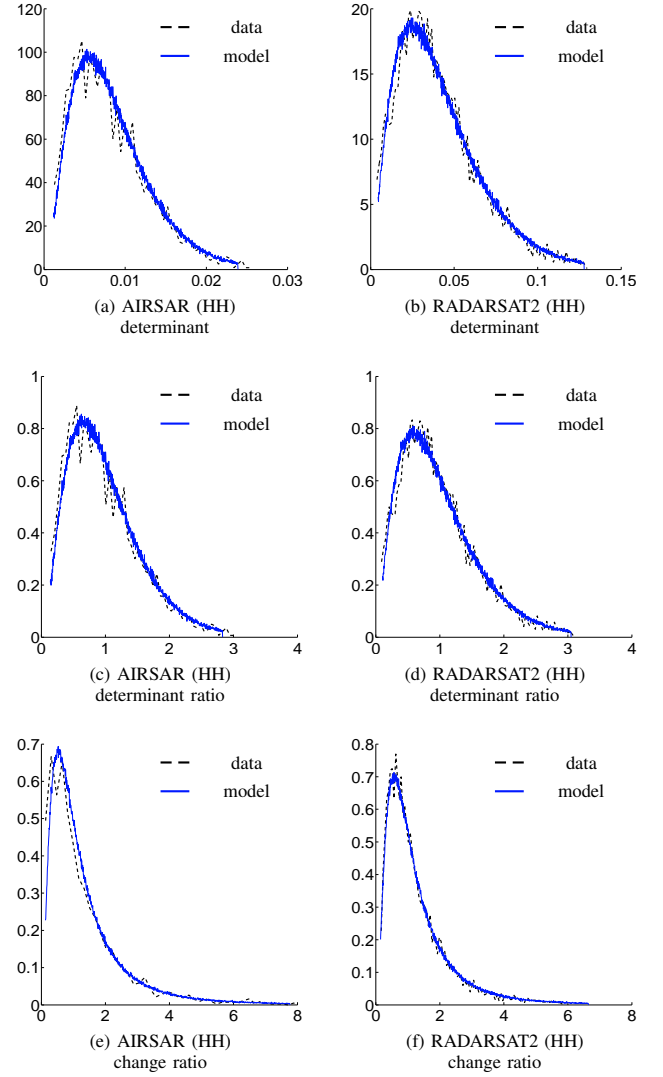 120
100
80
60
40
20
0
0 0.01 0.02 0.03
data
model
(a) AIRSAR (HH)
determinant
20
15
10
5
0
0.05 0.1 0.15
data
model
(b) RADARSAT2 (HH)
determinant
1
0.8
0.6
0.4
0.2
0
0 1 2 3 4
data
model
(c) AIRSAR (HH)
determinant ratio
1
0.8
0.6
0.4
0.2
0
0 1 2 3 4
data
model
(d) RADARSAT2 (HH)
determinant ratio
0.7
0.6
0.5
0.4
0.3
0.2
0.1
0
0 2 4 6 8
data
model
(e) AIRSAR (HH)
change ratio
0.8
0.7
0.6
0.5
0.4
0.3
0.2
0.1
0
0 2 4 6 8
data
model
(f) RADARSAT2 (HH)
change ratio